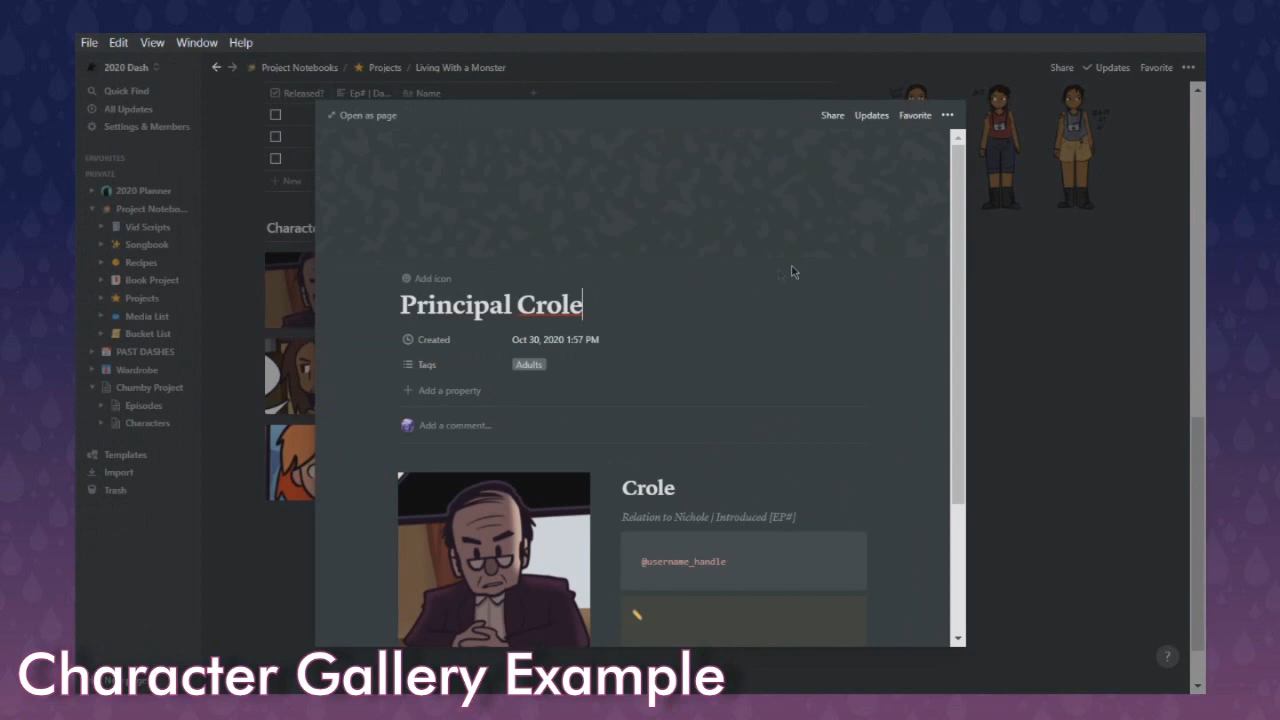 File Edit View Window Help
2020 Dash
Project Notebooks / Projects / Living With a Monster
Share Updates Favorite
Quick Find
All Updates
Settings & Members
FAVORITES
PRIVATE
2020 Planner
Project Notebo...
Vid Scripts
Songbook
Recipes
Book Project
Projects
Media List
Bucket List
PAST DASHES
Wardrobe
Chumby Project
Episodes
Characters
Templates
Import
Trash
Released? Ep# | Da... Name
+ New
Charact
Open as page
Share Updates Favorite
Add icon
Principal Crole
Created Oct 30, 2020 1:57 PM
Tags Adults
Add a property
Add a comment...
Crole
Relation to Nichole | Introduced [EP#]
@username_handle
?
Character Gallery Example